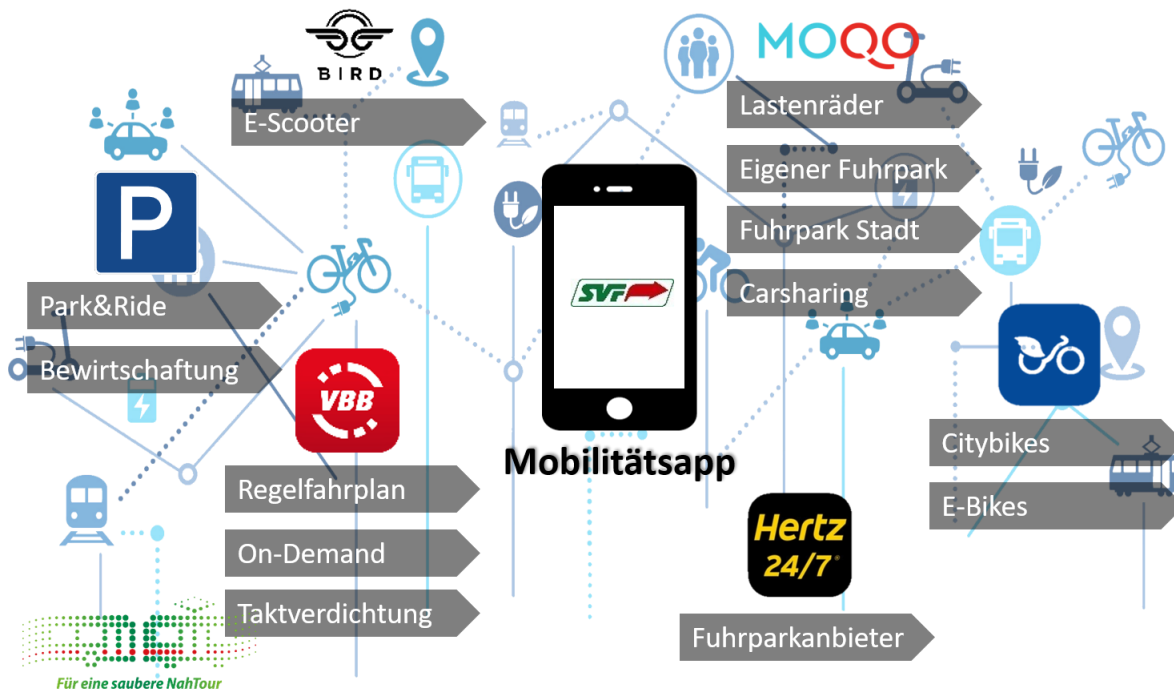 BIRD
E-Scooter
MOQO
Lastenräder
Eigener Fuhrpark
Fuhrpark Stadt
Carsharing
P
Park&Ride
Bewirtschaftung
VBB
Regelfahrplan
On-Demand
Taktverdichtung
SVF
Mobilitätsapp
Citybikes
E-Bikes
Hertz
24/7
Fuhrparkanbieter
Für eine saubere NahTour